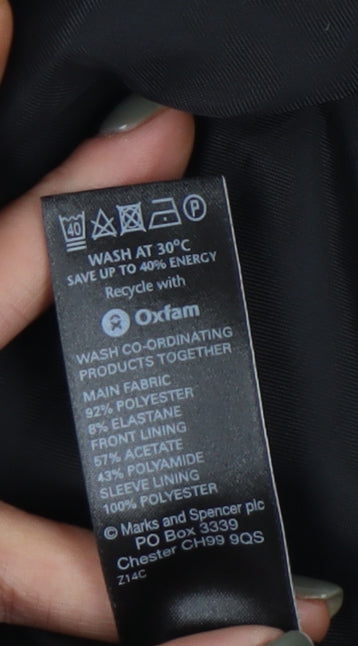 40 P
WASH AT 30°C
SAVE UP TO 40% ENERGY
Recycle with
Oxfam
WASH CO-ORDINATING
PRODUCTS TOGETHER
MAIN FABRIC
92% POLYESTER
8% ELASTANE
FRONT LINING
57% ACETATE
43% POLYAMIDE
SLEEVE LINING
100% POLYESTER
© Marks and Spencer plc
PO Box 3339
Chester CH99 9QS
Z14C